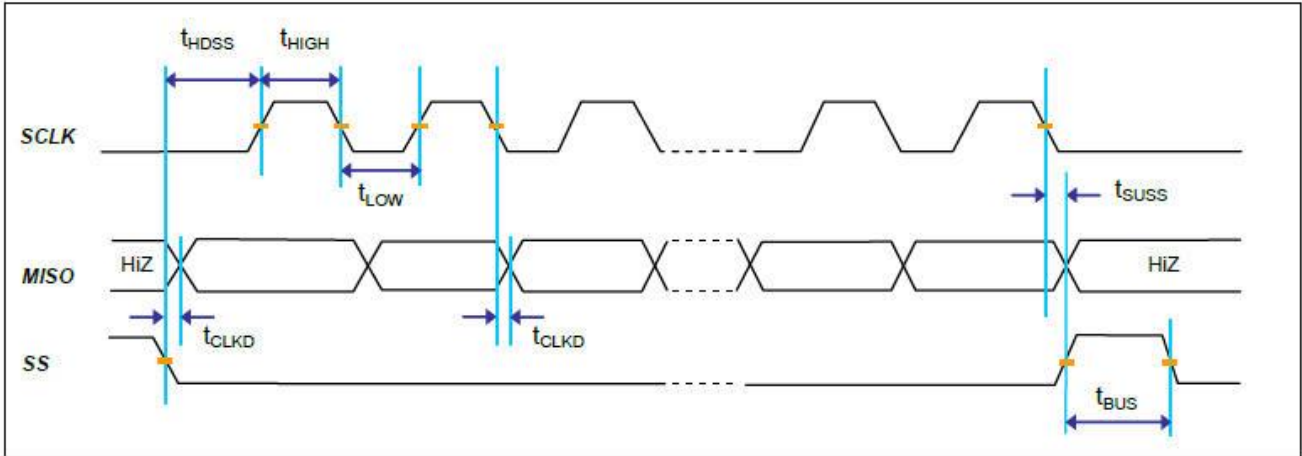 tHDSS tHIGH
SCLK
tLOW
tSUSS
HiZ HiZ
MISO
tCLKD tCLKD
SS
tBUS